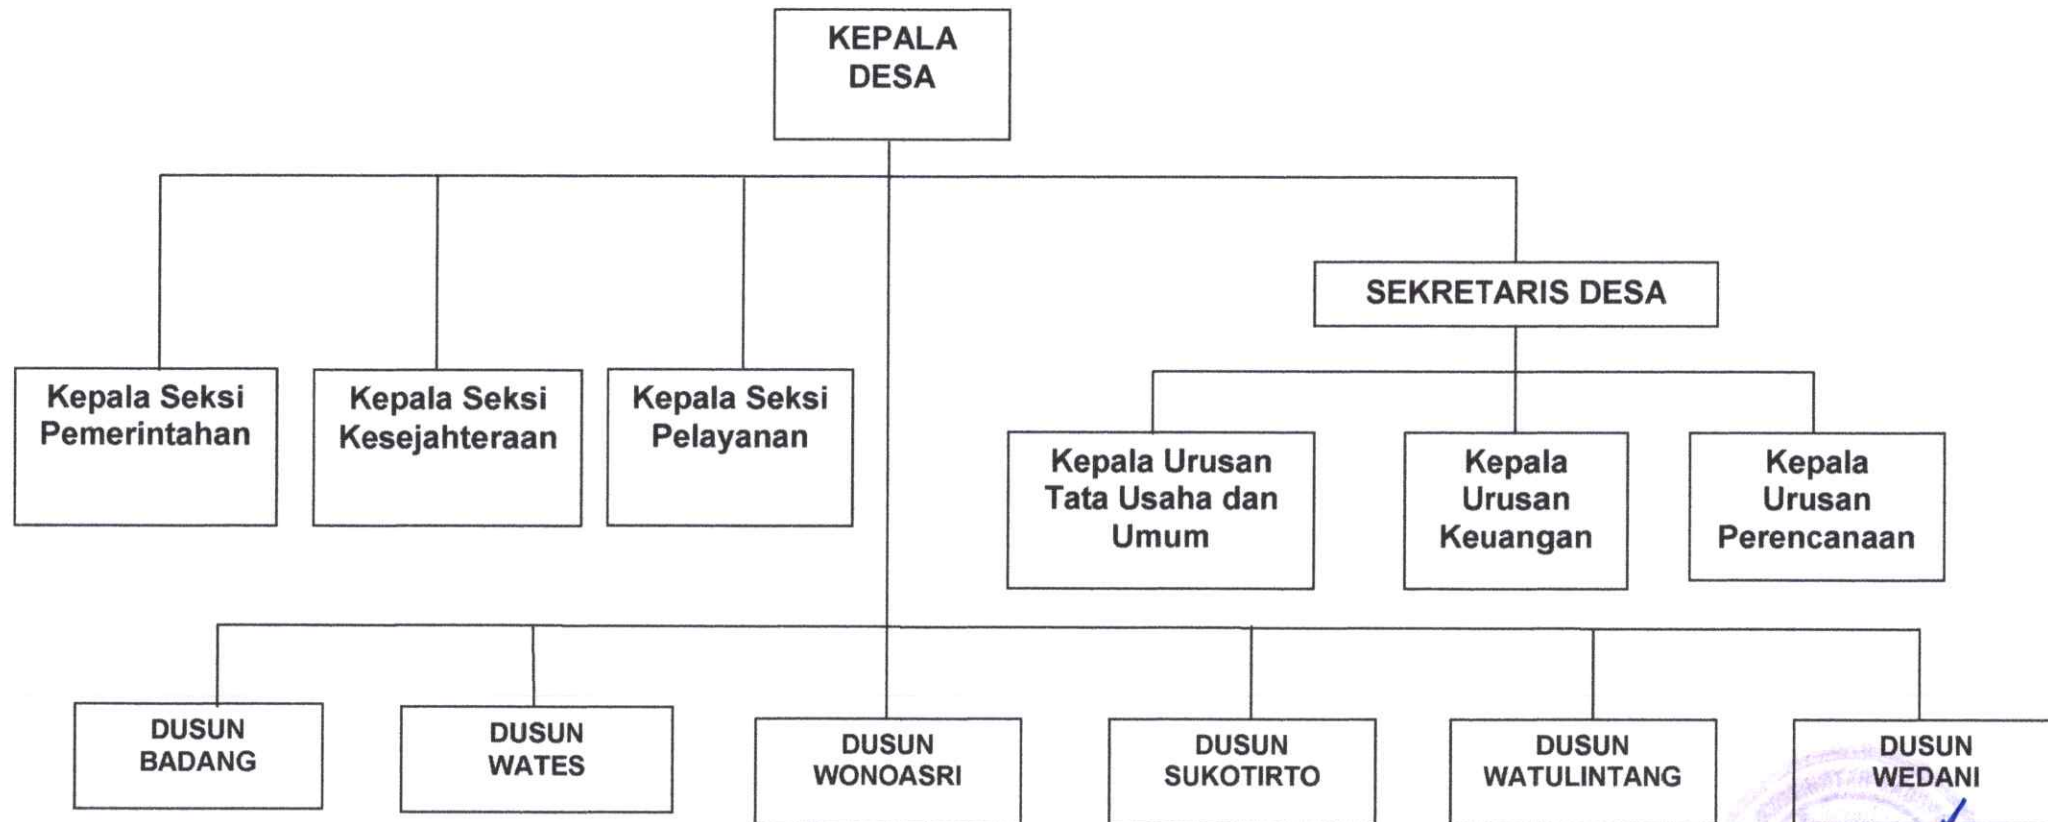 KEPALA
DESA
SEKRETARIS DESA
Kepala Seksi
Pemerintahan
Kepala Seksi
Kesejahteraan
Kepala Seksi
Pelayanan
Kepala Urusan
Tata Usaha dan
Umum
Kepala
Urusan
Keuangan
Kepala
Urusan
Perencanaan
DUSUN
BADANG
DUSUN
WATES
DUSUN
WONOASRI
DUSUN
SUKOTIRTO
DUSUN
WATULINTANG
DUSUN
WEDANI